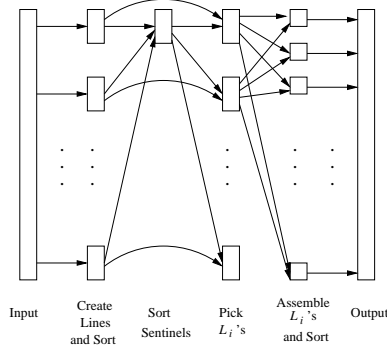 Input
Create
Lines
and Sort
Sort
Sentinels
Pick
L_i's
Assemble
L_i's
and Sort
Output